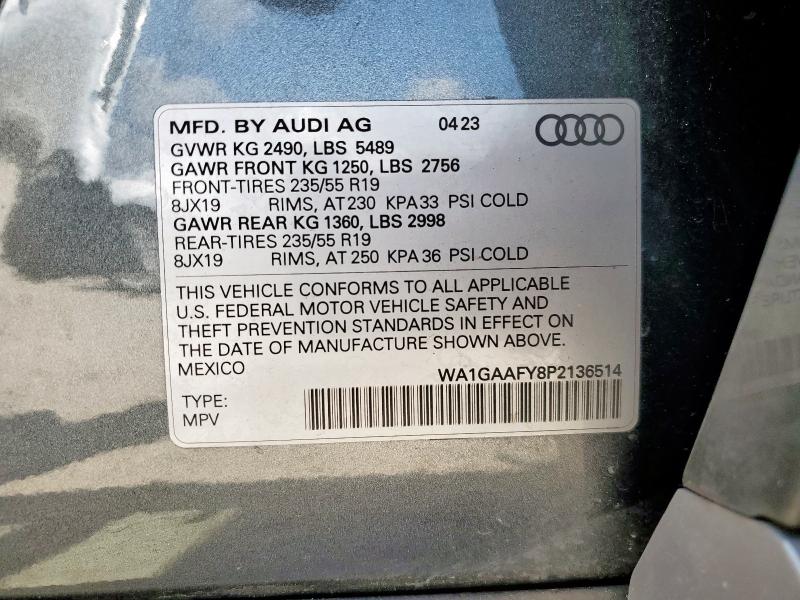 MFD. BY AUDI AG 04 23
GVWR KG 2490, LBS 5489
GAWR FRONT KG 1250, LBS 2756
FRONT-TIRES 235/55 R19
8JX19 RIMS, AT 230 KPA 33 PSI COLD
GAWR REAR KG 1360, LBS 2998
REAR-TIRES 235/55 R19
8JX19 RIMS, AT 250 KPA 36 PSI COLD
THIS VEHICLE CONFORMS TO ALL APPLICABLE
U.S. FEDERAL MOTOR VEHICLE SAFETY AND
THEFT PREVENTION STANDARDS IN EFFECT ON
THE DATE OF MANUFACTURE SHOWN ABOVE.
MEXICO WA1GAAFY8P2136514
TYPE:
MPV